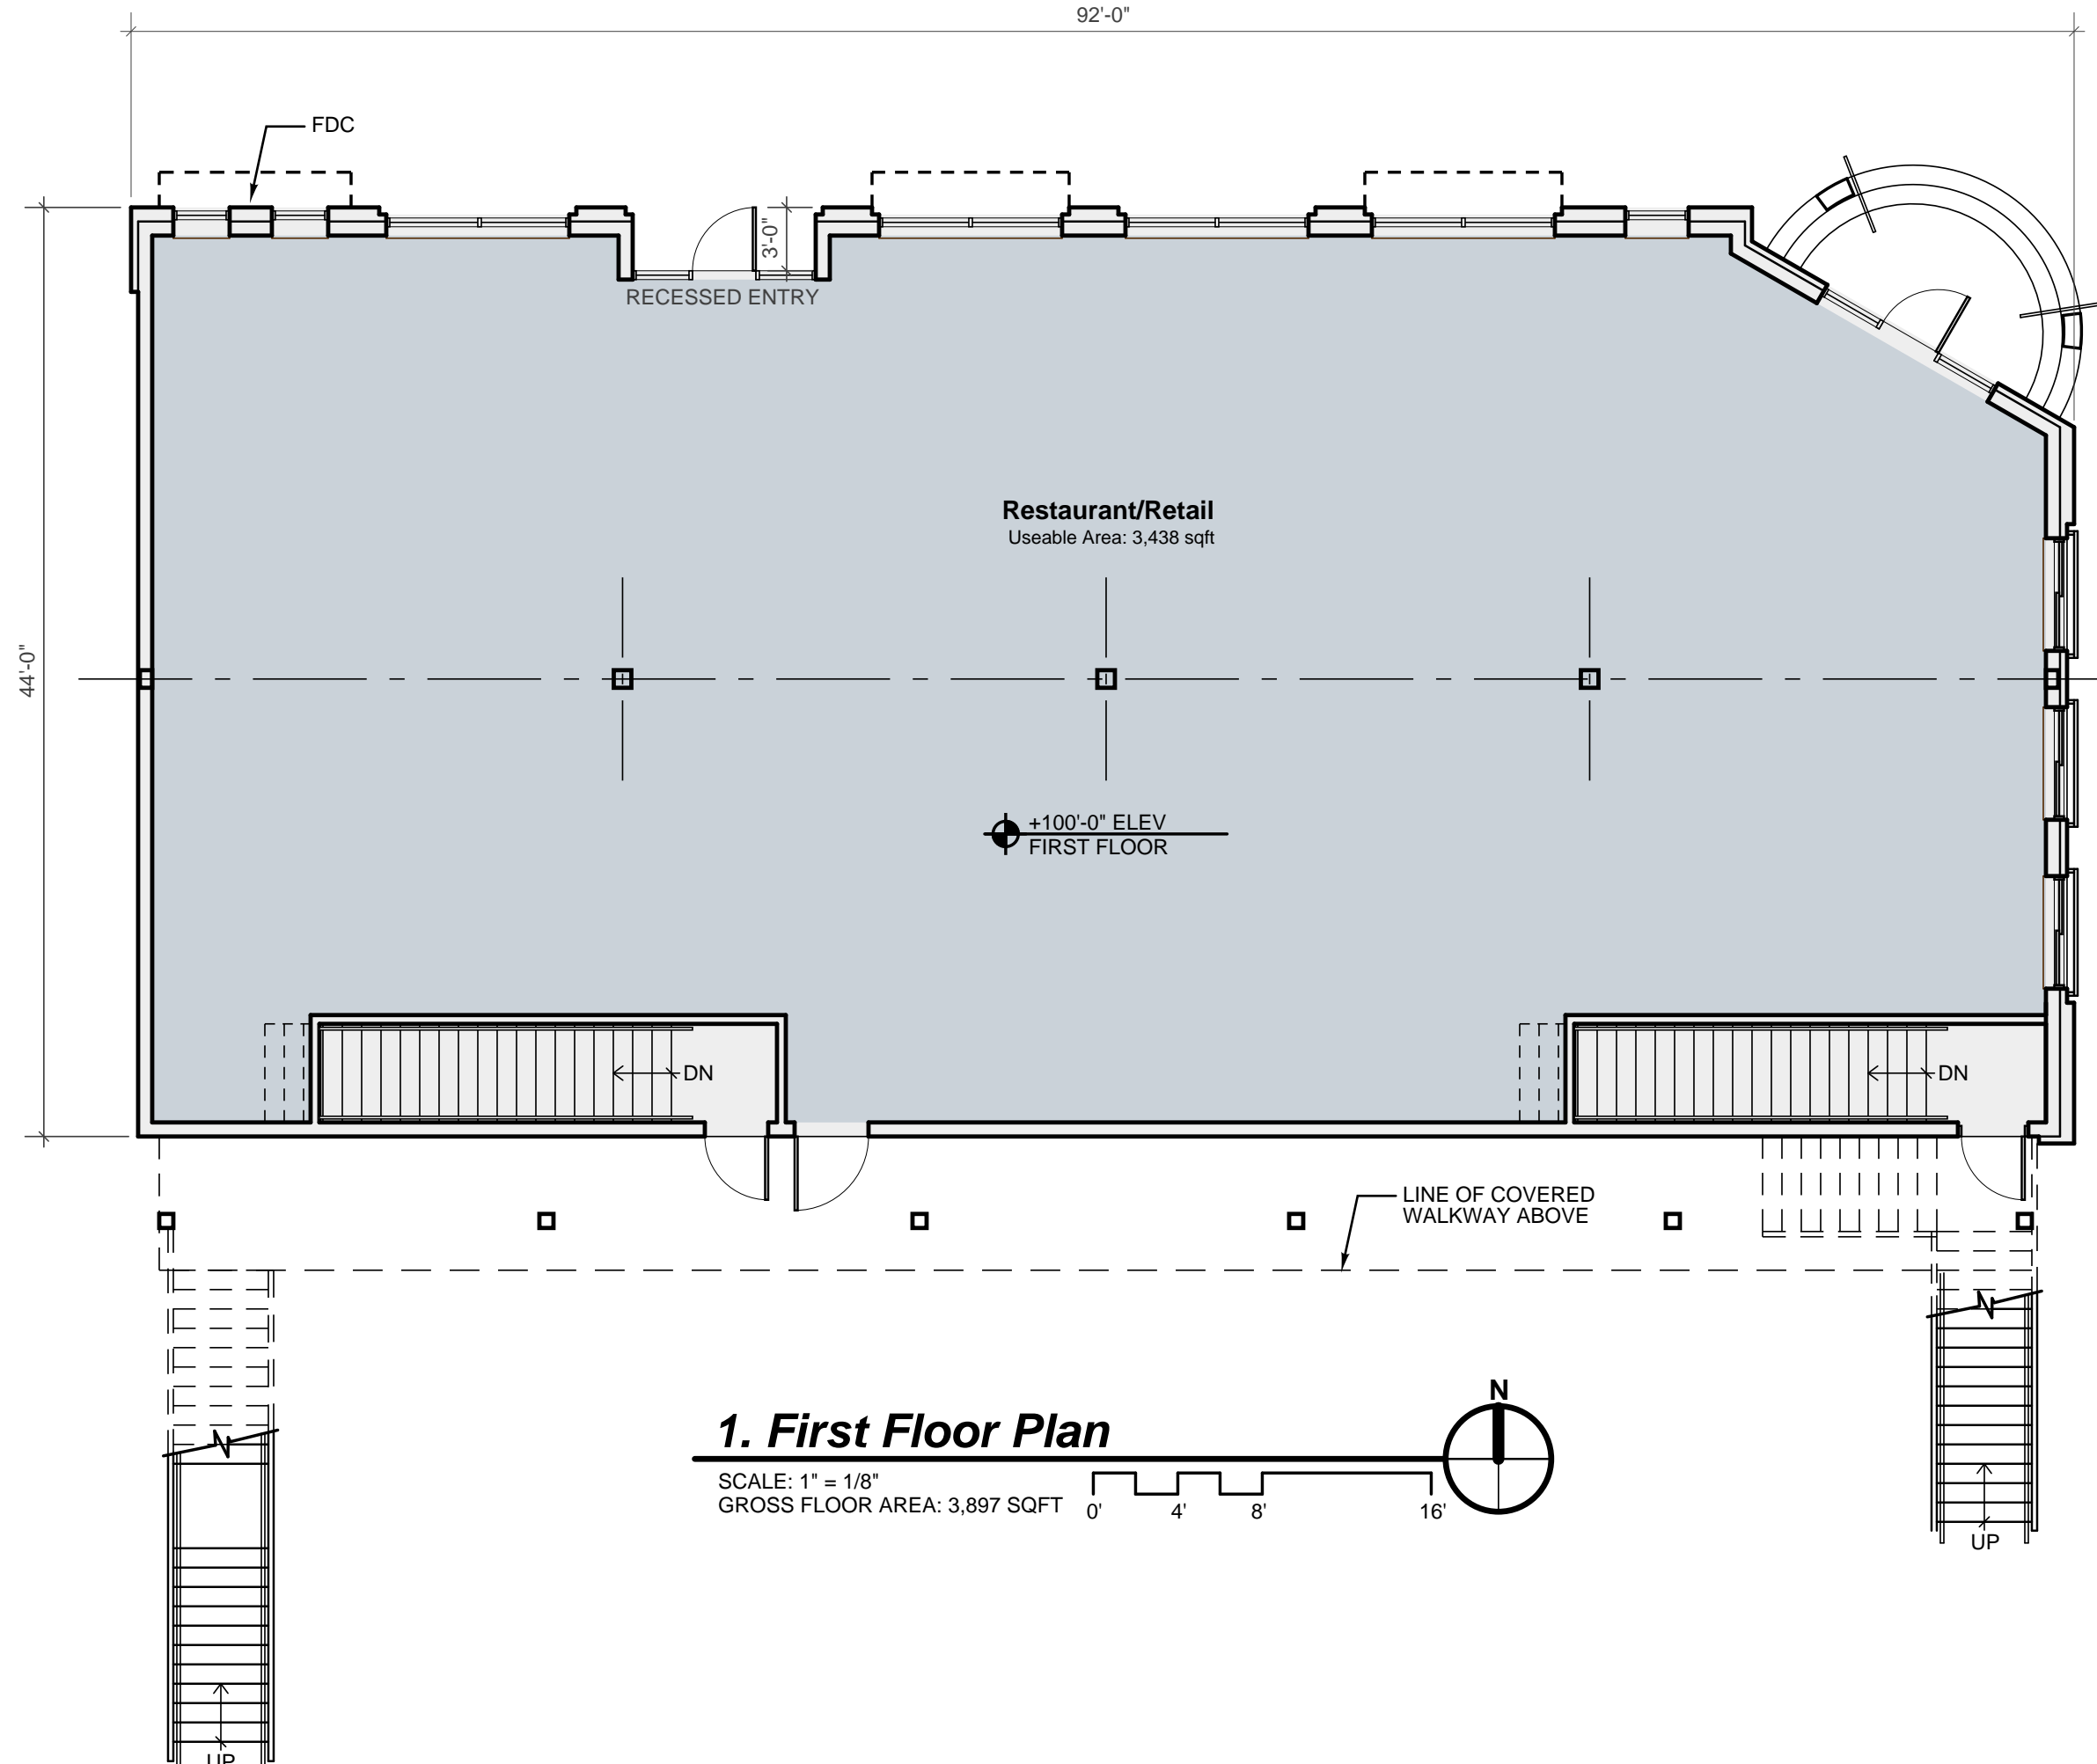 92'-0"
FDC
3'-0"
RECESSED ENTRY
Restaurant/Retail
Useable Area: 3,438 sqft
44'-0"
+100'-0" ELEV
FIRST FLOOR
DN
DN
LINE OF COVERED
WALKWAY ABOVE
N
1. First Floor Plan
SCALE: 1" = 1/8"
GROSS FLOOR AREA: 3,897 SQFT
0' 4' 8' 16'
UP
UP